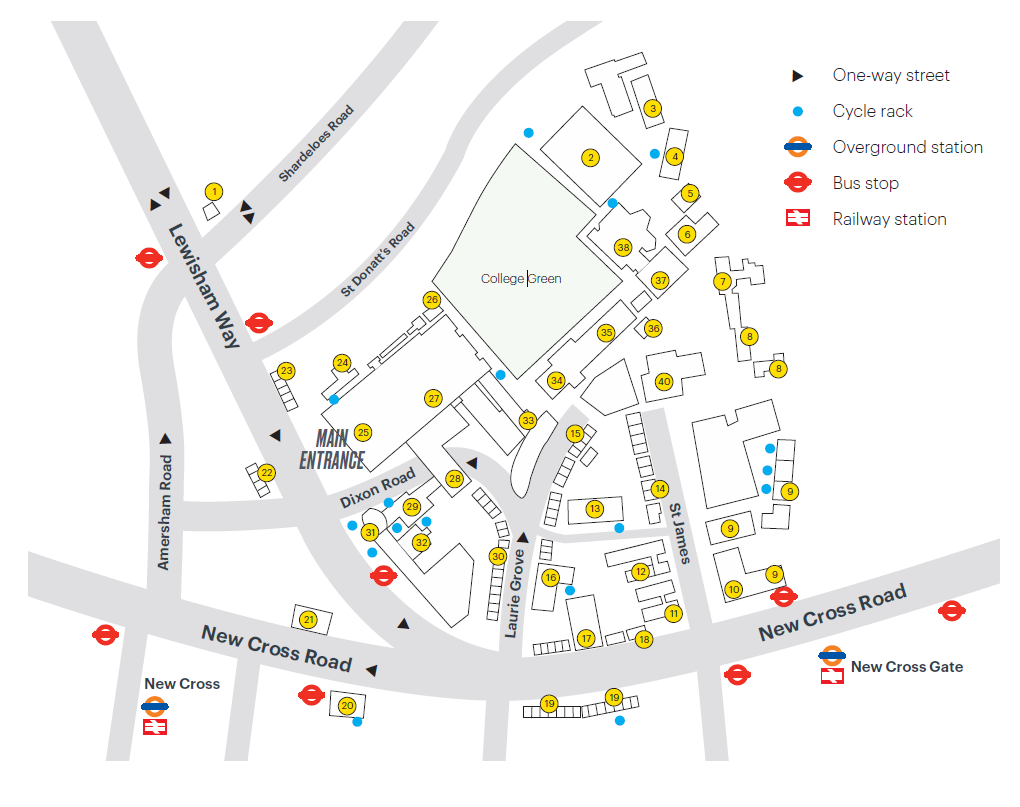 One-way street
Cycle rack
Overground station
Bus stop
Railway station
3
2
4
1
5
Shardeloes Road
6
38
Lewisham Way
St Donatt's Road
College Green
37
7
26
35
36
8
24
23
34
40
8
27
25
33
15
MAIN
ENTRANCE
22
28
Dixon Road
14
9
Amersham Road
29
13
31
32
St James
9
30
Laurie Grove
16
12
9
10
11
21
17
18
New Cross Road
New Cross Road
New Cross Gate
New Cross
20
19
19